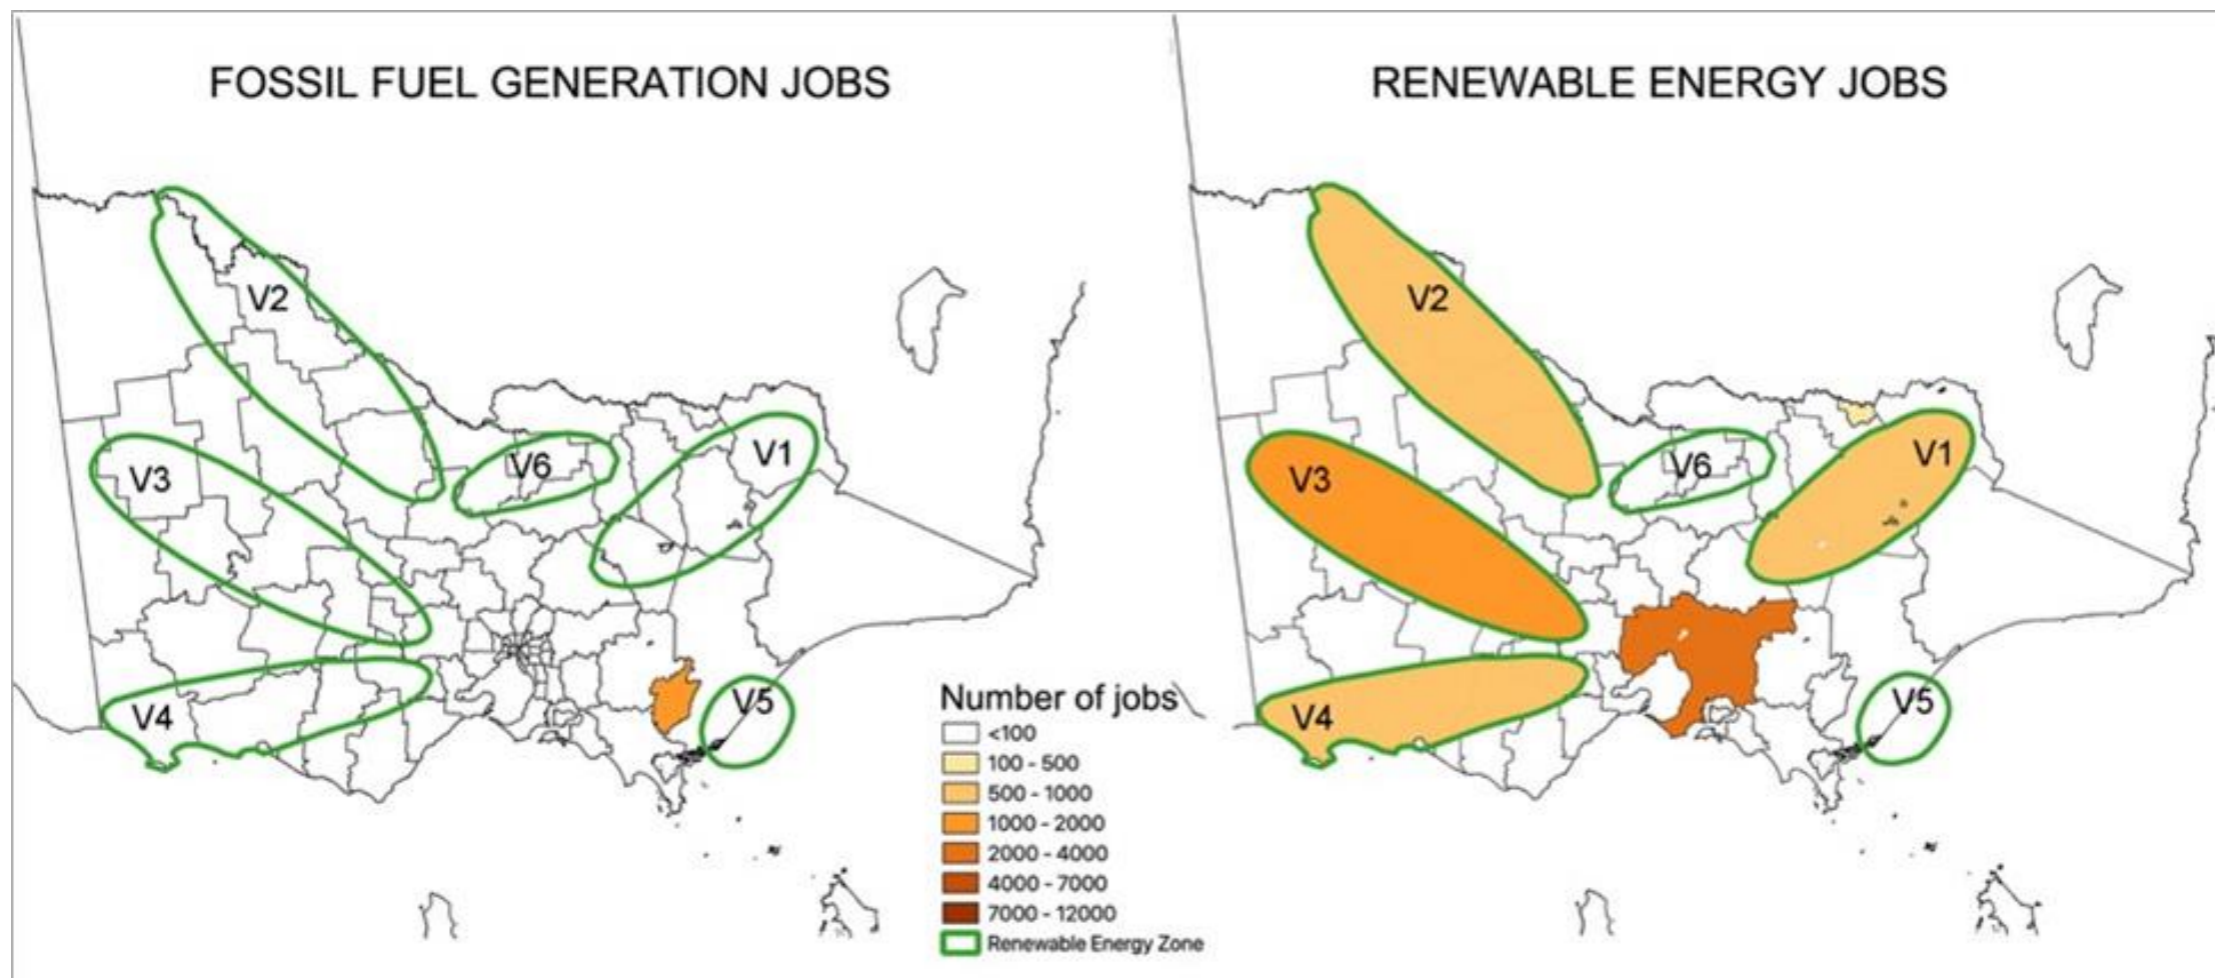 FOSSIL FUEL GENERATION JOBS
V2
V3
V6
V1
V4
V5
RENEWABLE ENERGY JOBS
V2
V3
V6
V1
V4
V5
Number of jobs
<100
100 - 500
500 - 1000
1000 - 2000
2000 - 4000
4000 - 7000
7000 - 12000
Renewable Energy Zone